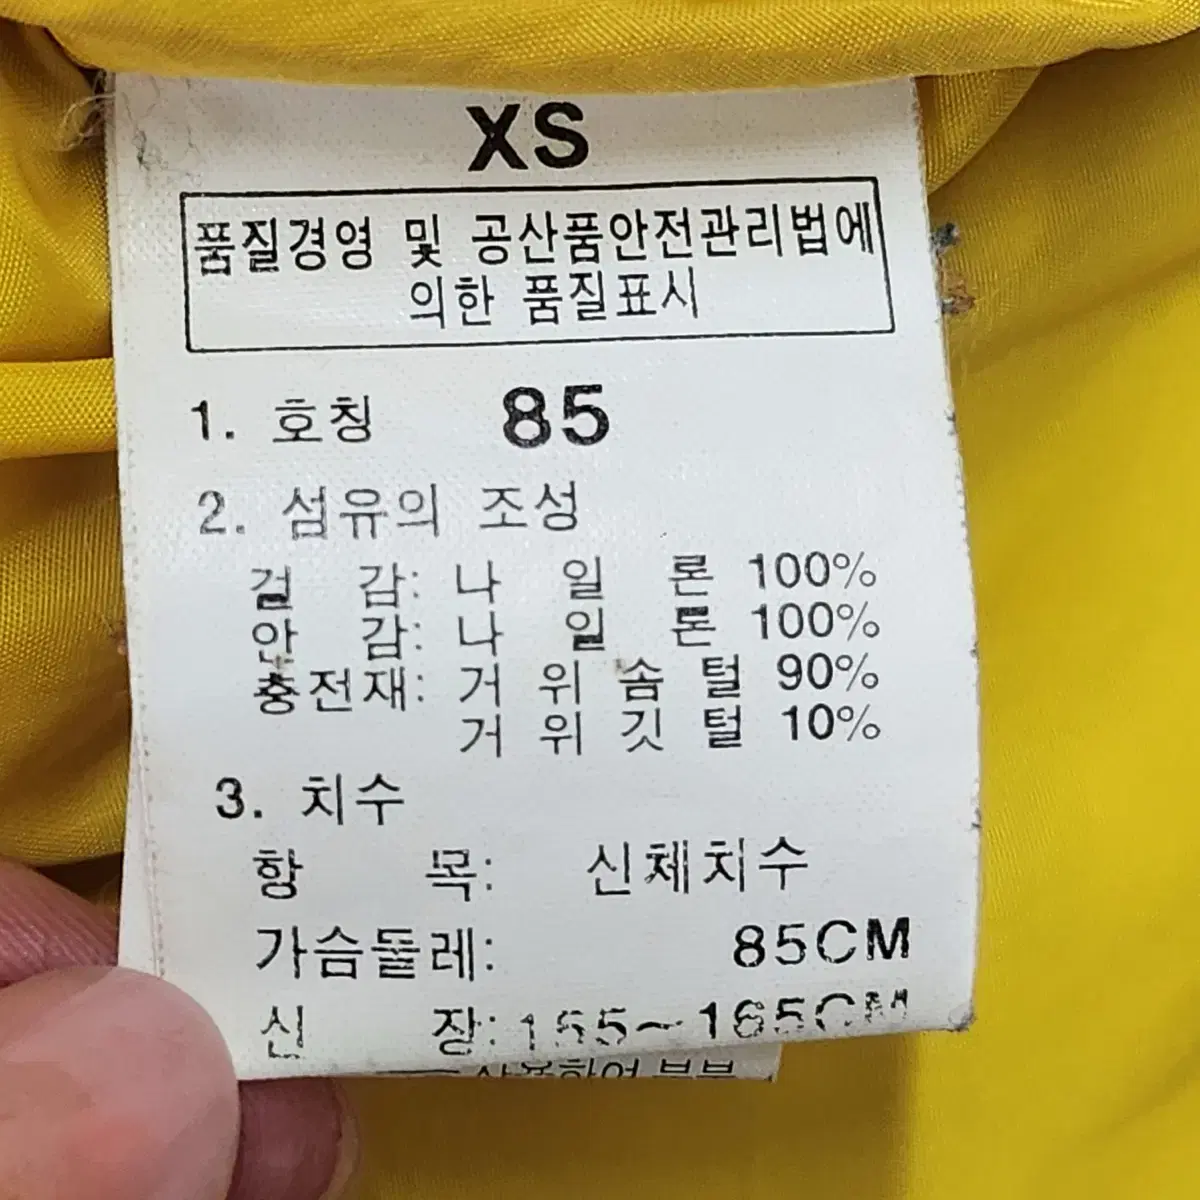 XS
품질경영 및 공산품안전관리법에
의한 품질표시
1. 호칭 85
2. 섬유의 조성
겉 감: 나 일 론 100%
안 감: 나 일 론 100%
충전재: 거 위 솜 털 90%
거 위 깃 털 10%
3. 치수
항 목: 신체치수
가슴둘레: 85CM
신 장: 155~165CM